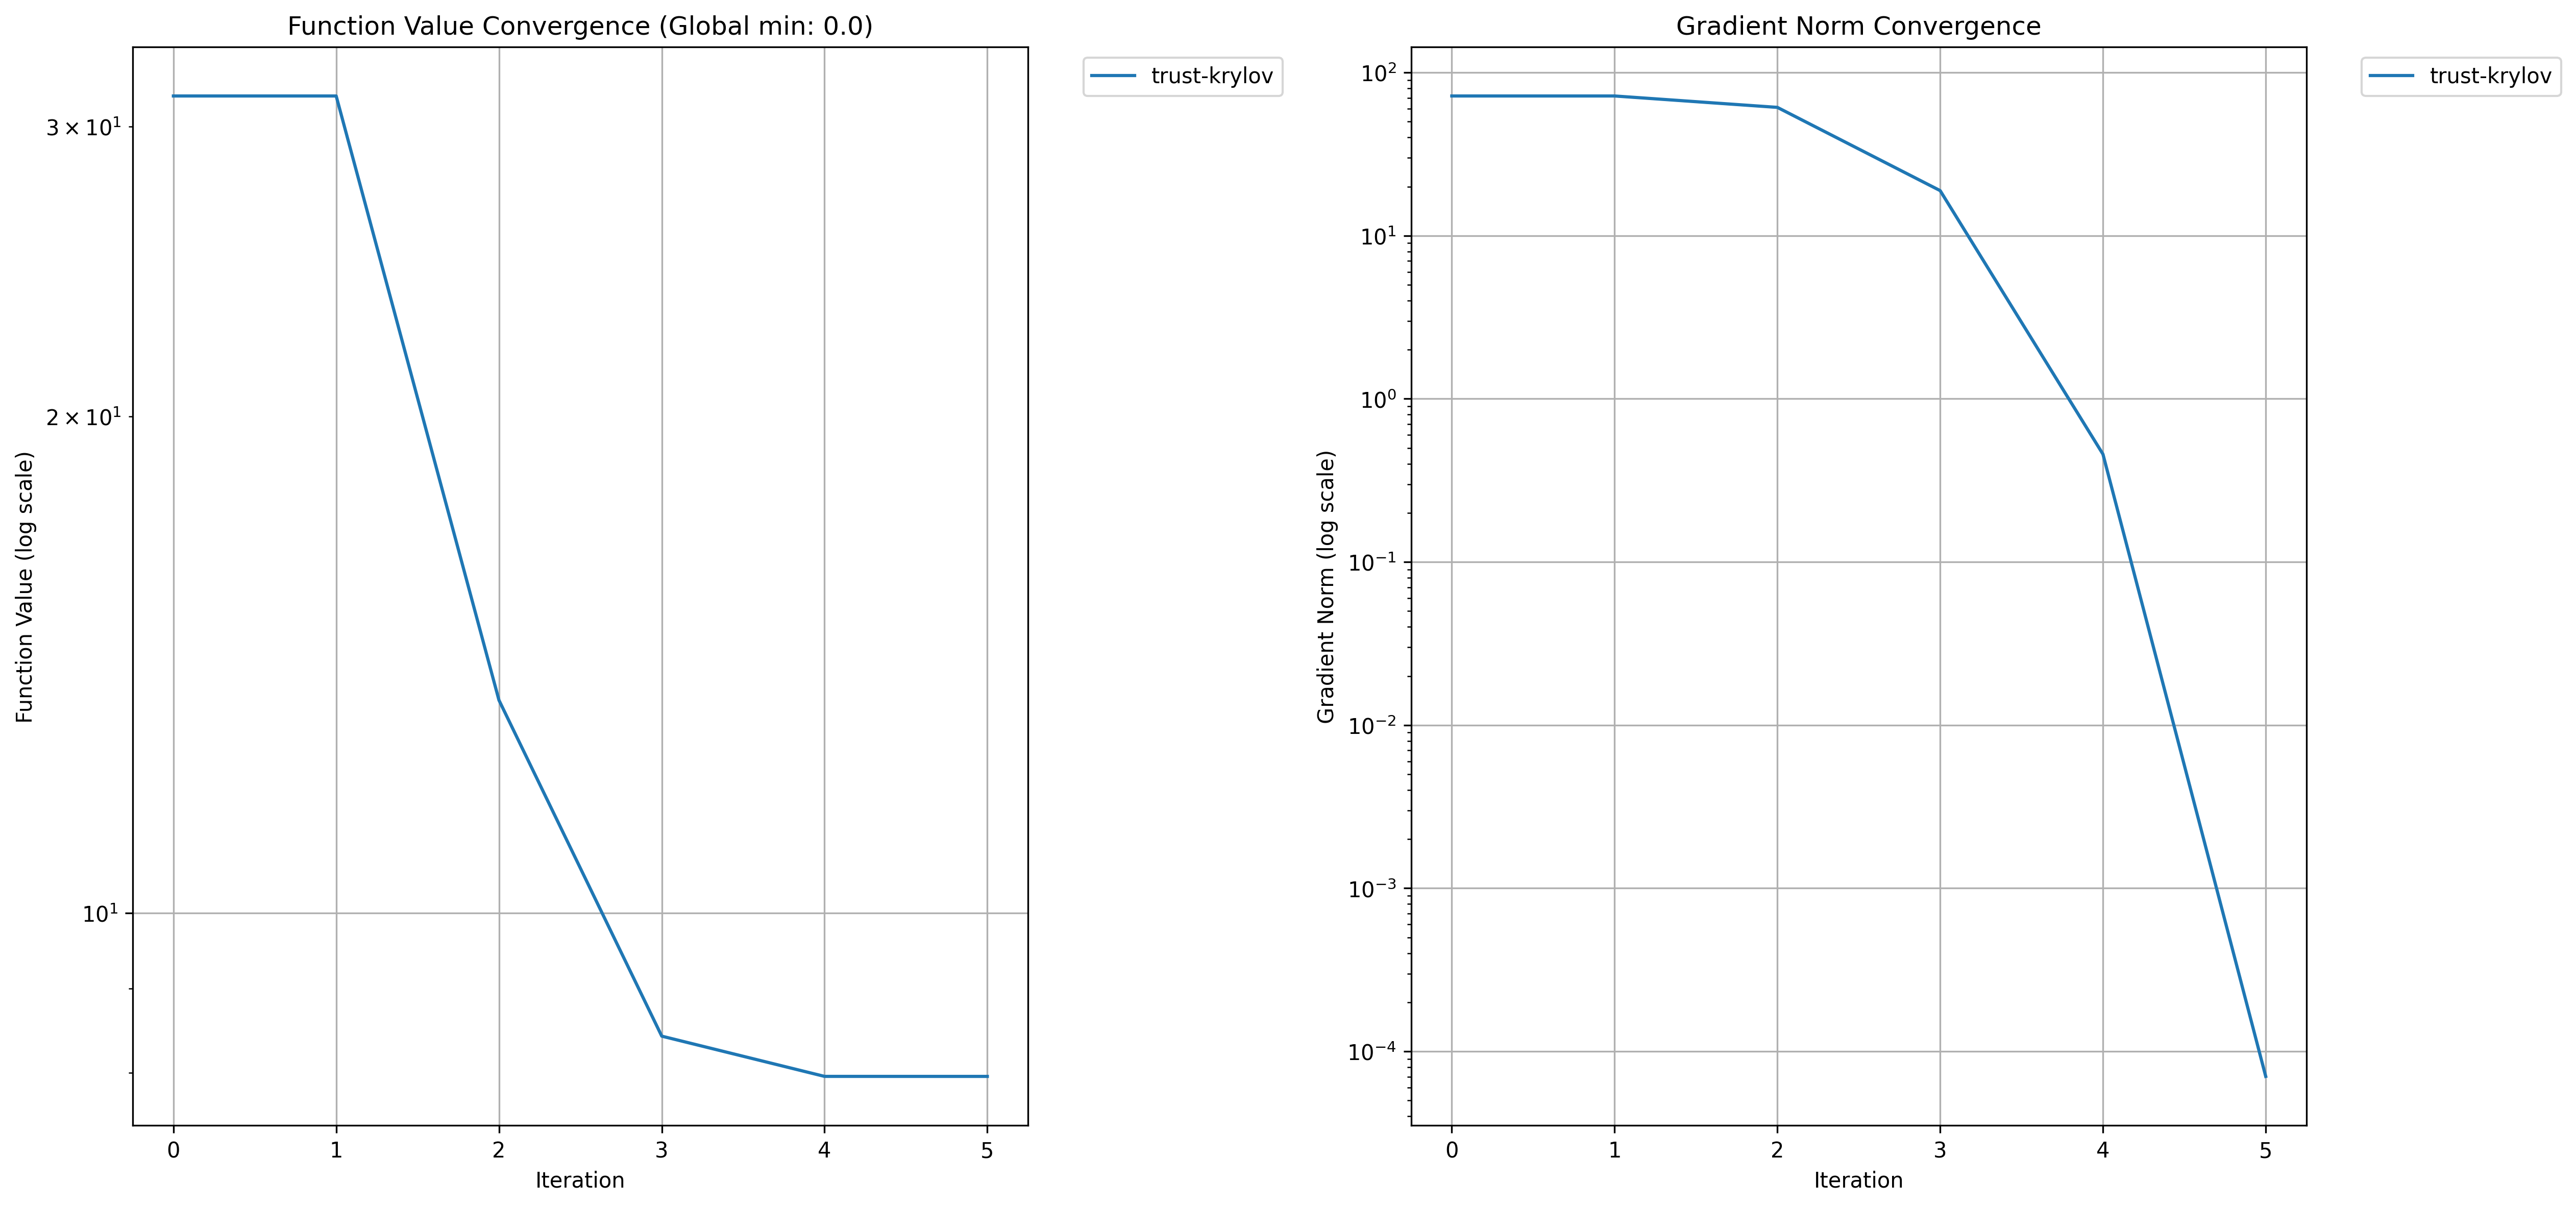 Function Value Convergence (Global min: 0.0)
trust-krylov
3 × 10¹
2 × 10¹
10¹
Function Value (log scale)
0 1 2 3 4 5
Iteration
Gradient Norm Convergence
trust-krylov
10²
10¹
10⁰
10⁻¹
10⁻²
10⁻³
10⁻⁴
Gradient Norm (log scale)
0 1 2 3 4 5
Iteration